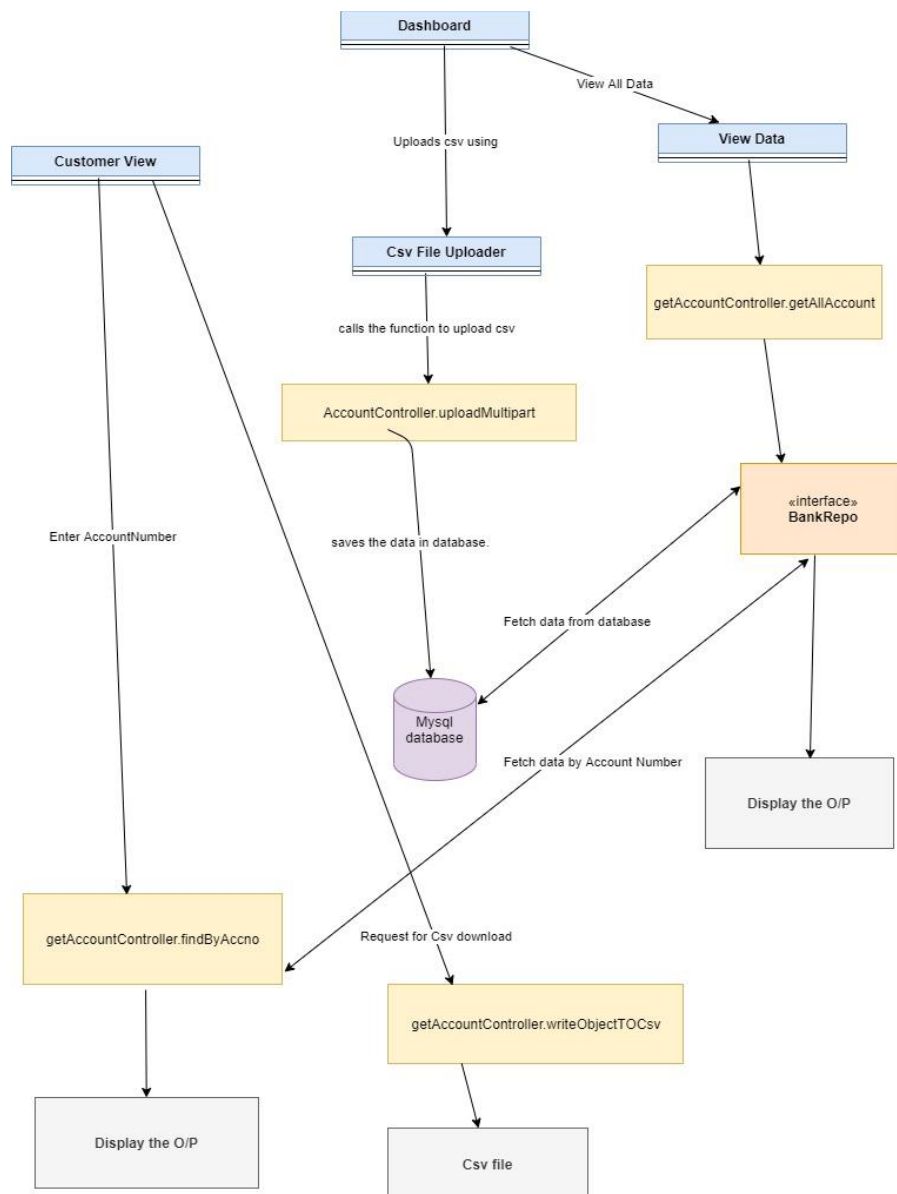 Dashboard
View All Data
Uploads csv using
View Data
Customer View
Csv File Uploader
getAccountController.getAllAccount
calls the function to upload csv
AccountController.uploadMultipart
«interface»
BankRepo
Enter AccountNumber
saves the data in database.
Fetch data from database
Mysql
database
Fetch data by Account Number
Display the O/P
getAccountController.findByAccno
Request for Csv download
getAccountController.writeObjectTOCsv
Display the O/P
Csv file